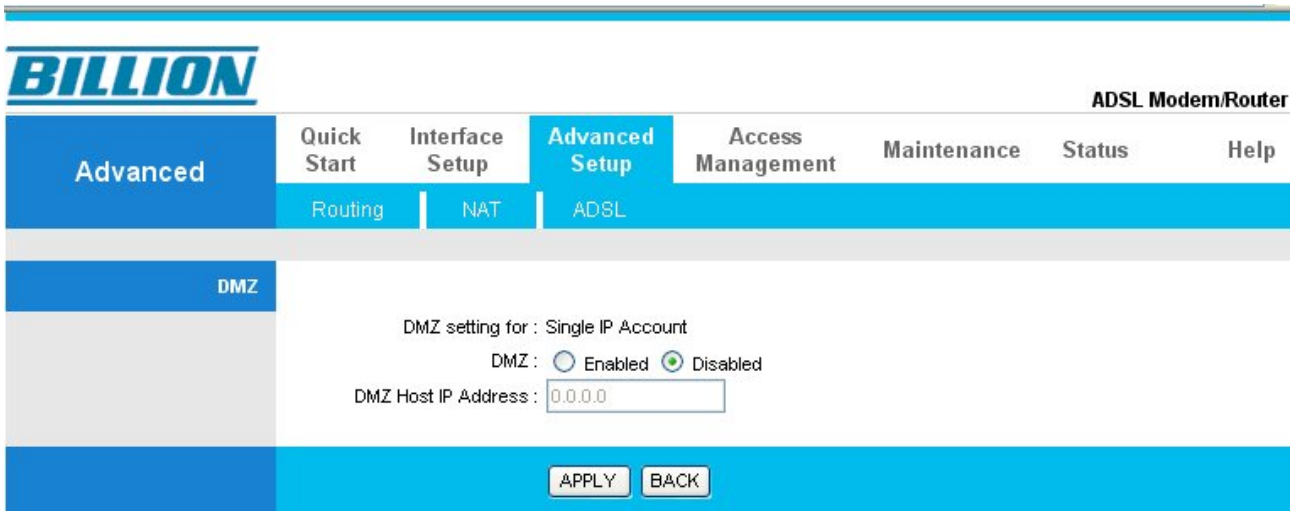 BILLION
ADSL Modem/Router
Advanced
Quick Start
Interface Setup
Advanced Setup
Access Management
Maintenance
Status
Help
Routing
NAT
ADSL
DMZ
DMZ setting for : Single IP Account
DMZ : Enabled Disabled
DMZ Host IP Address : 0.0.0.0
APPLY BACK